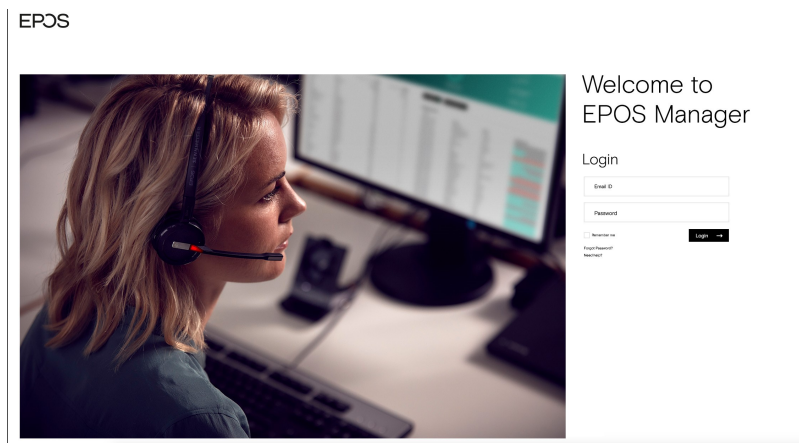 EPOS
Welcome to
EPOS Manager
Login
Email ID
Password
Remember me
Login →
Forgot Password?
Need help?